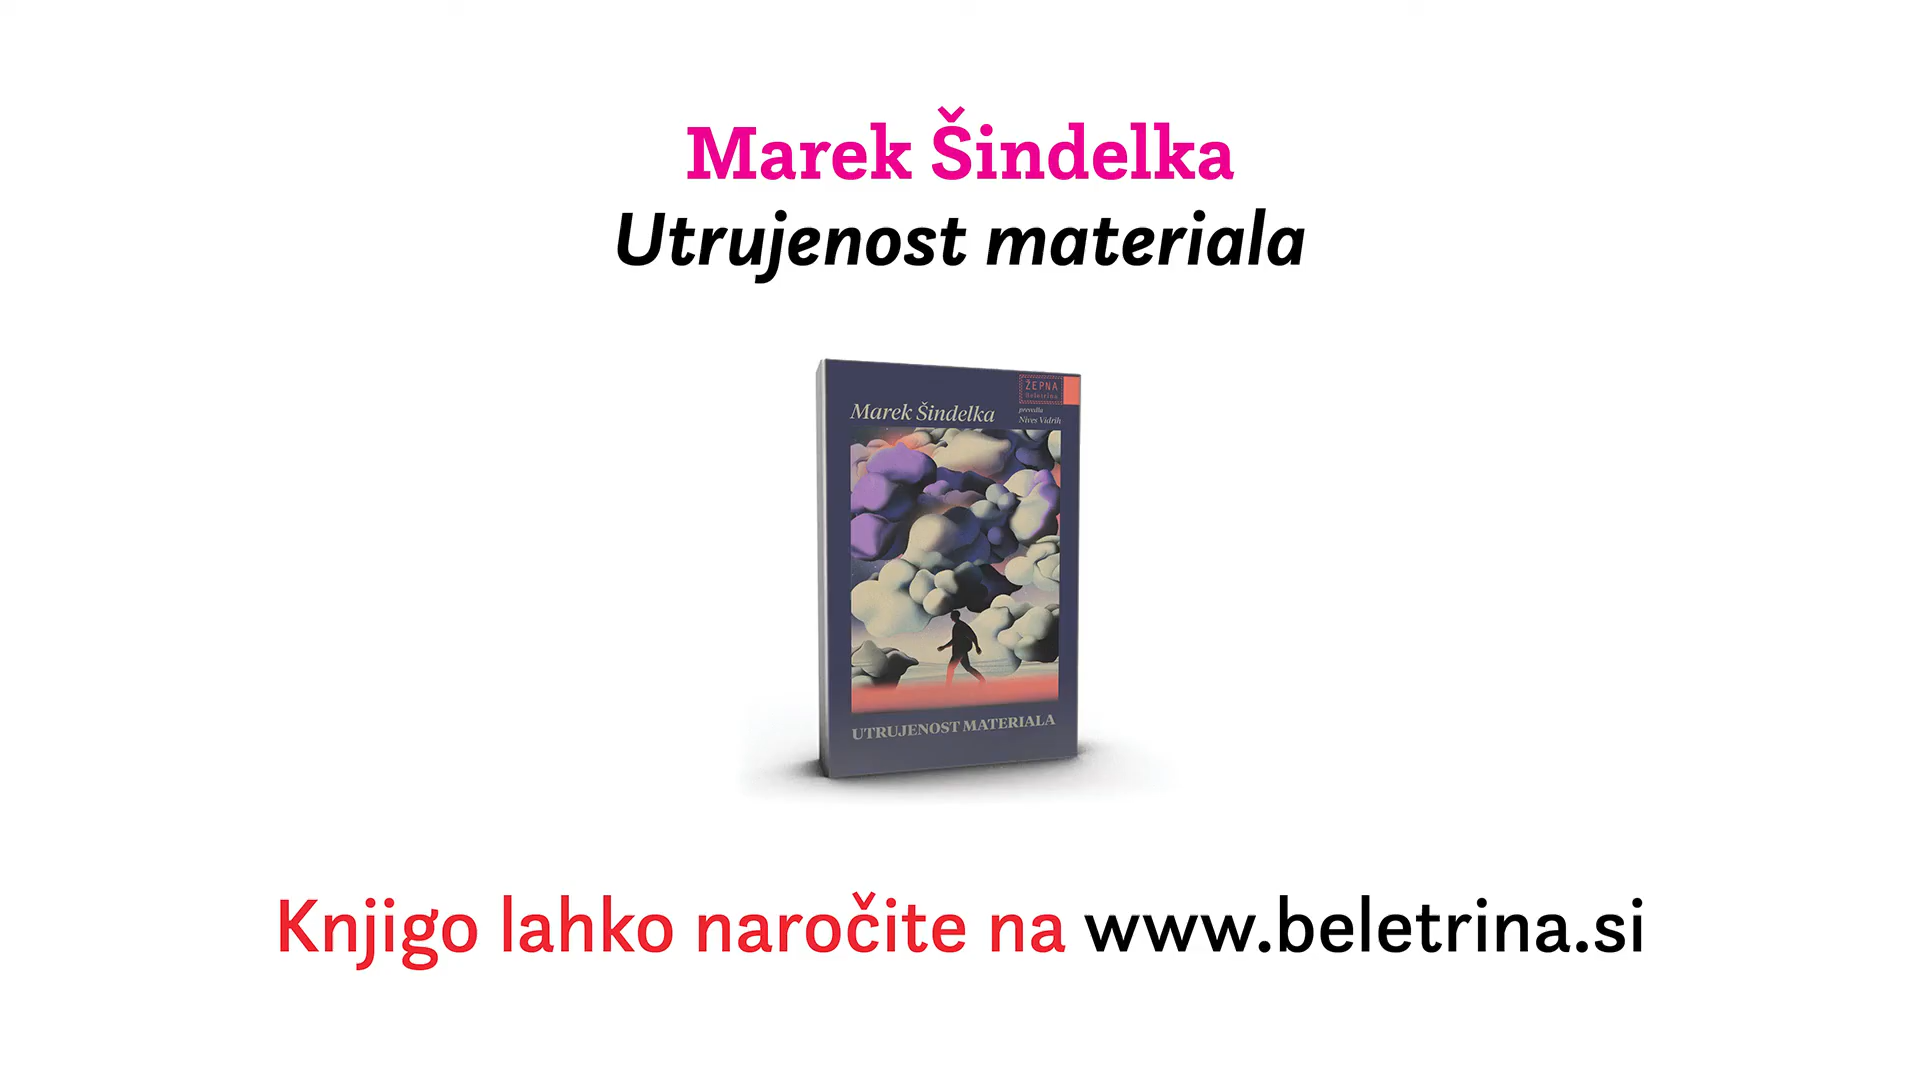 Marek Šindelka
Utrujenost materiala
ŽEPNA
Beletrina
Marek Šindelka
prevedla
Nives Vidrih
UTRUJENOST MATERIALA
Knjigo lahko naročite na www.beletrina.si